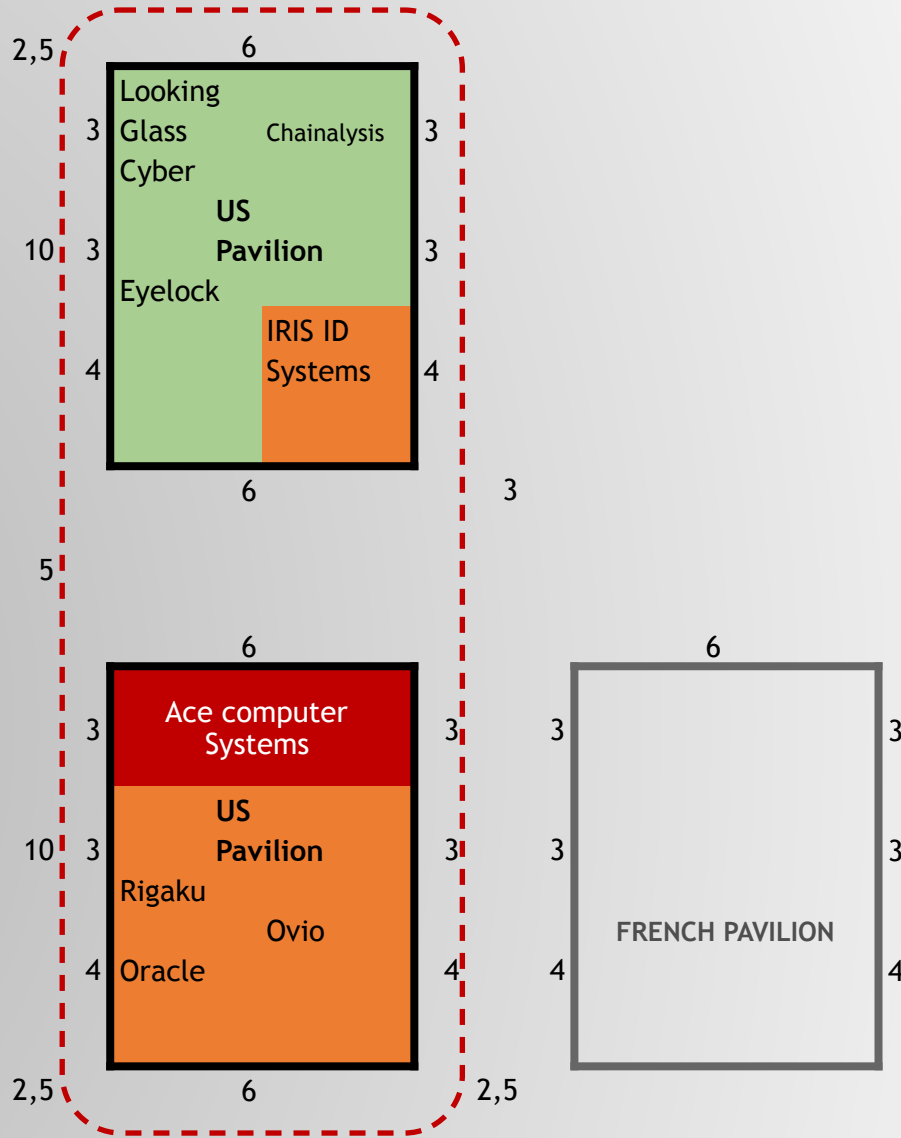 2,5
6
Looking
3 Glass Chainalysis 3
Cyber
US
10 3 Pavilion 3
Eyelock
IRIS ID
4 Systems 4
6 3
5
6 6
Ace computer
3 3 3 3
Systems
US
10 3 Pavilion 3 3 3
Rigaku
Ovio FRENCH PAVILION
4 Oracle 4 4 4
2,5 6 2,5